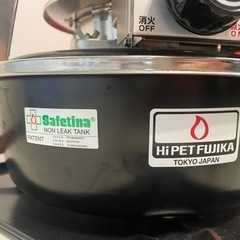 消火
OFF
Safetina®
NON LEAK TANK
PATENT
HiPET FUJIKA
TOKYO JAPAN